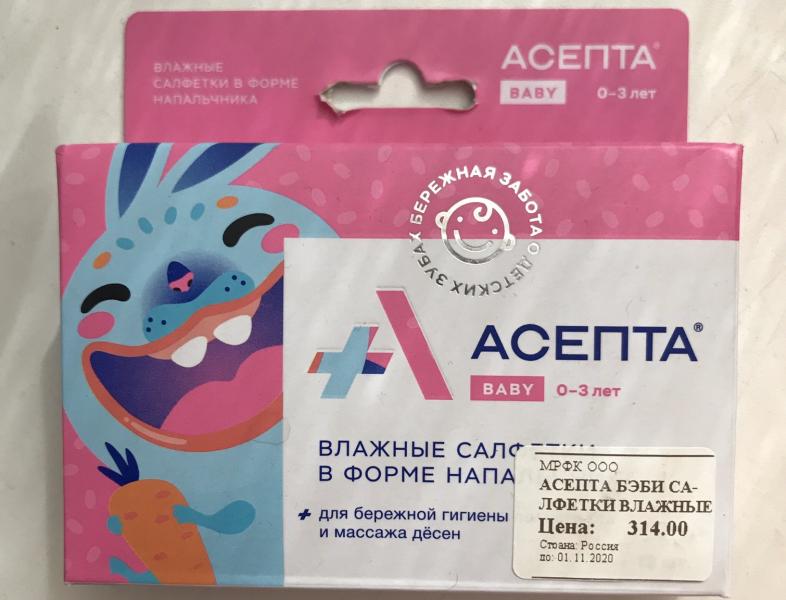 ВЛАЖНЫЕ
САЛФЕТКИ В ФОРМЕ
НАПАЛЬЧНИКА
АСЕПТА®
BABY 0–3 лет
БЕРЕЖНАЯ ЗАБОТА О ДЕТСКИХ ЗУБАХ
АСЕПТА®
BABY 0–3 лет
ВЛАЖНЫЕ
В ФОРМЕ
+ для бережной гигиены
и массажа дёсен
МРФК ООО
АСЕПТА БЭБИ СА-
ЛФЕТКИ ВЛАЖНЫЕ
Цена: 314.00
Страна: Россия
по: 01.11.2020